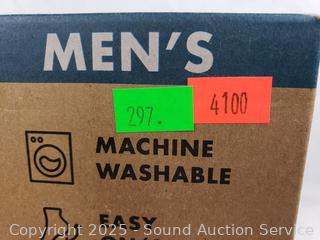 MEN'S
297.
4100
MACHINE
WASHABLE
EASY
Copyright 2025 - Sound Auction Service